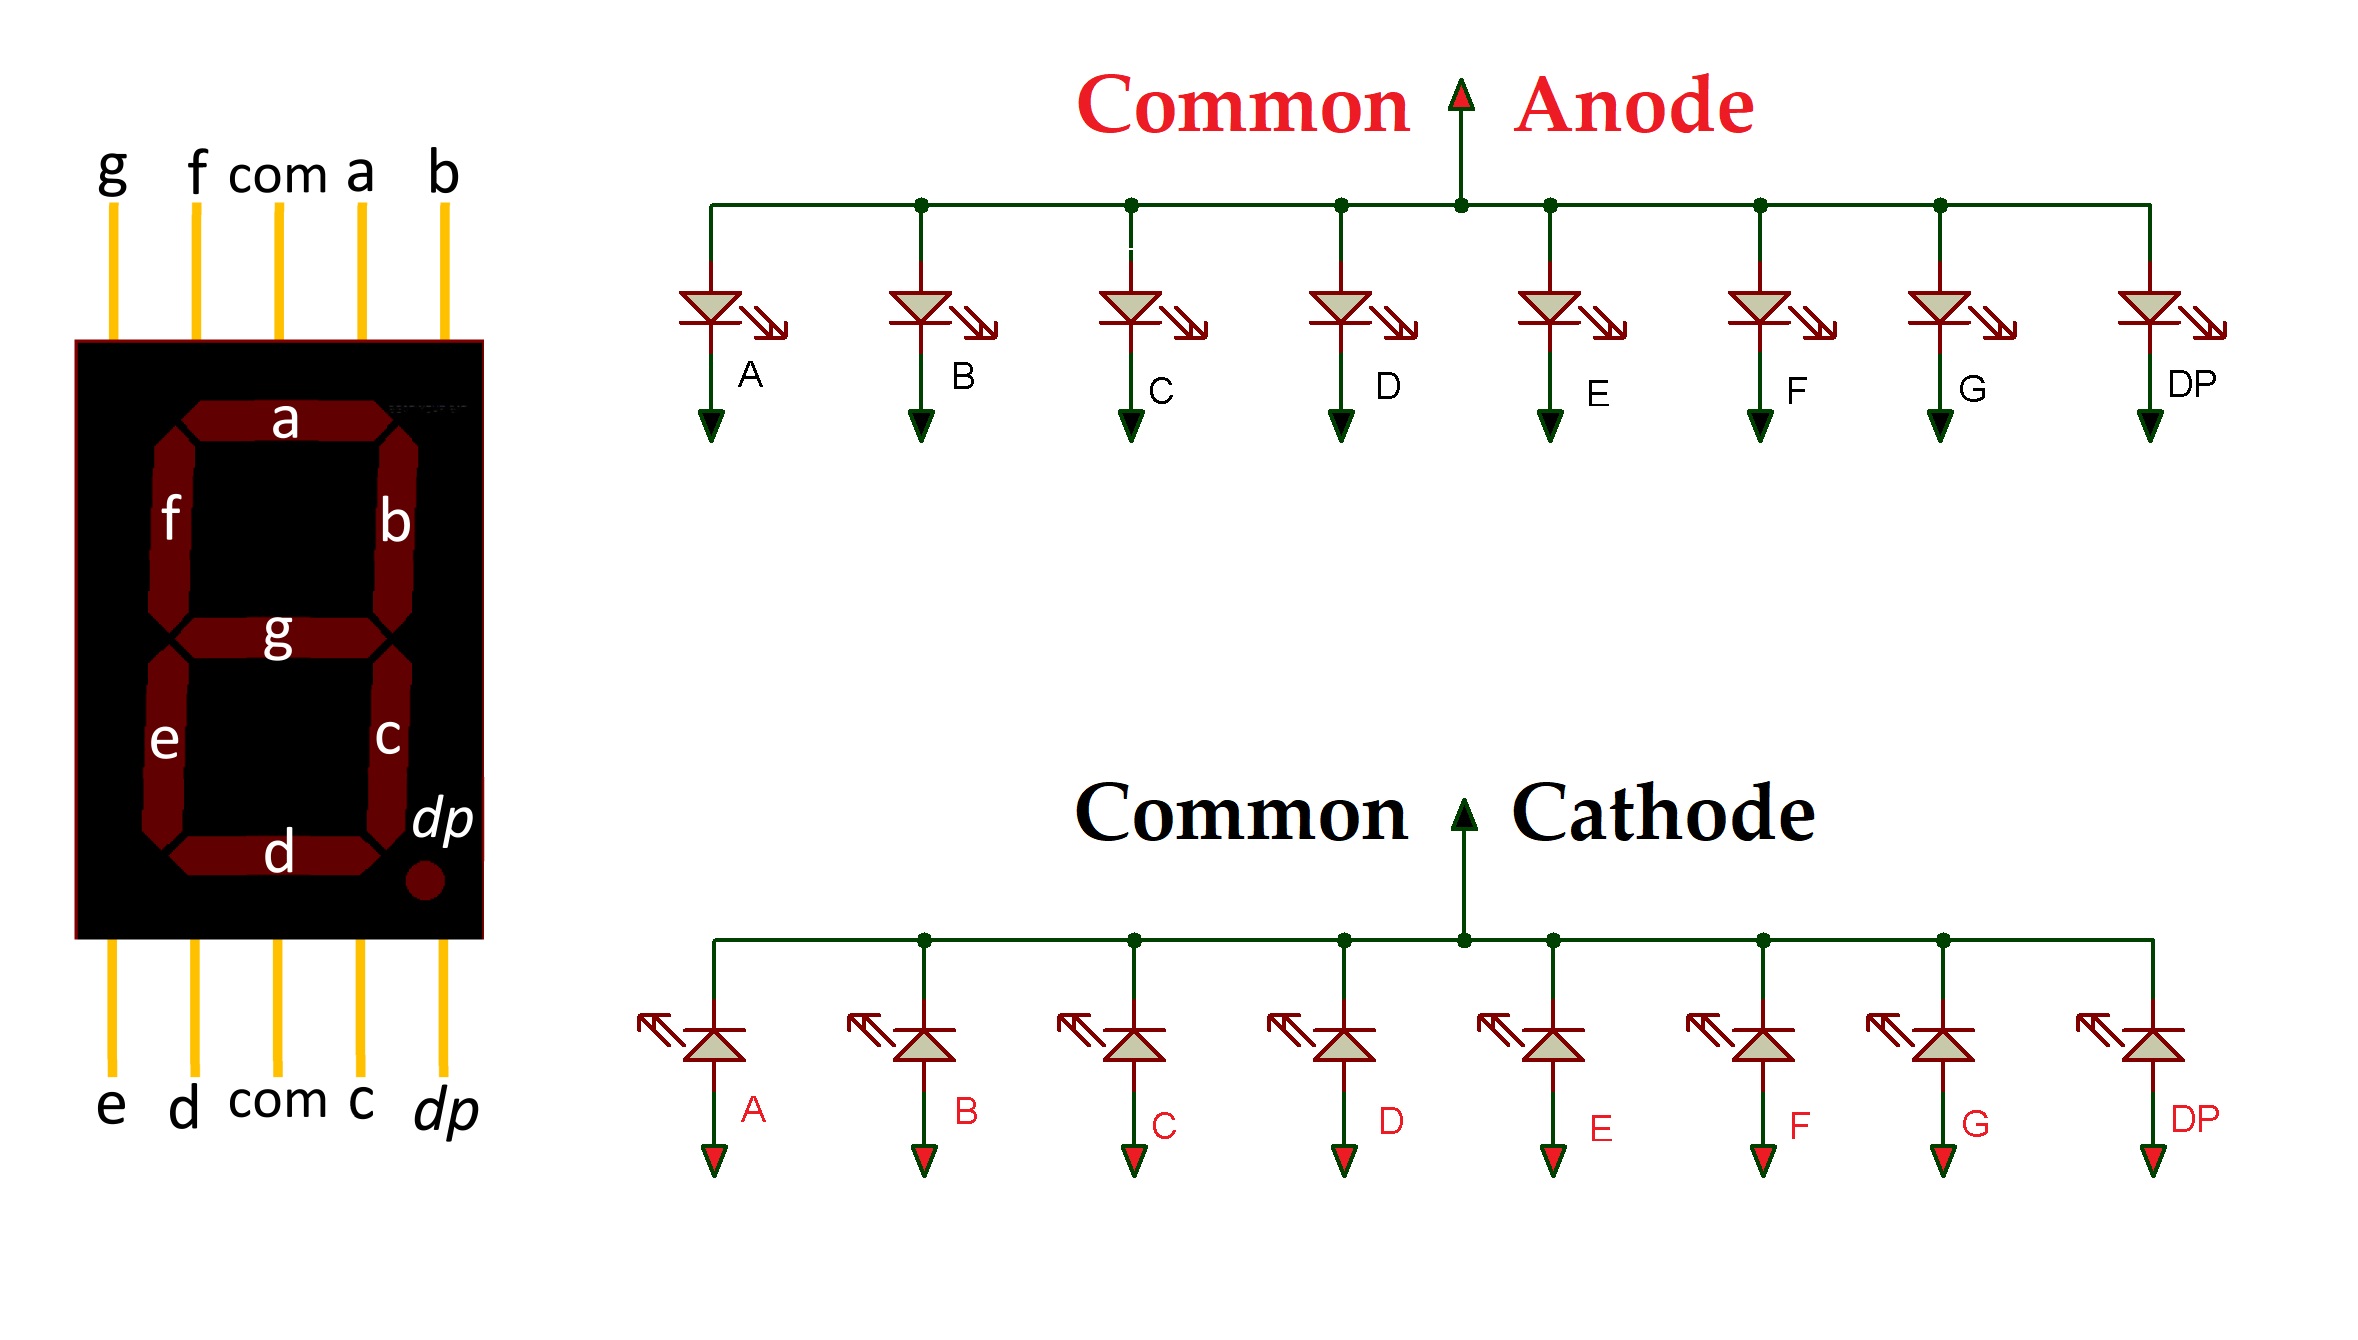 g f com a b
a
f b
g
e c
dp
d
e d com c dp
Common Anode
A B C D E F G DP
Common Cathode
A B C D E F G DP